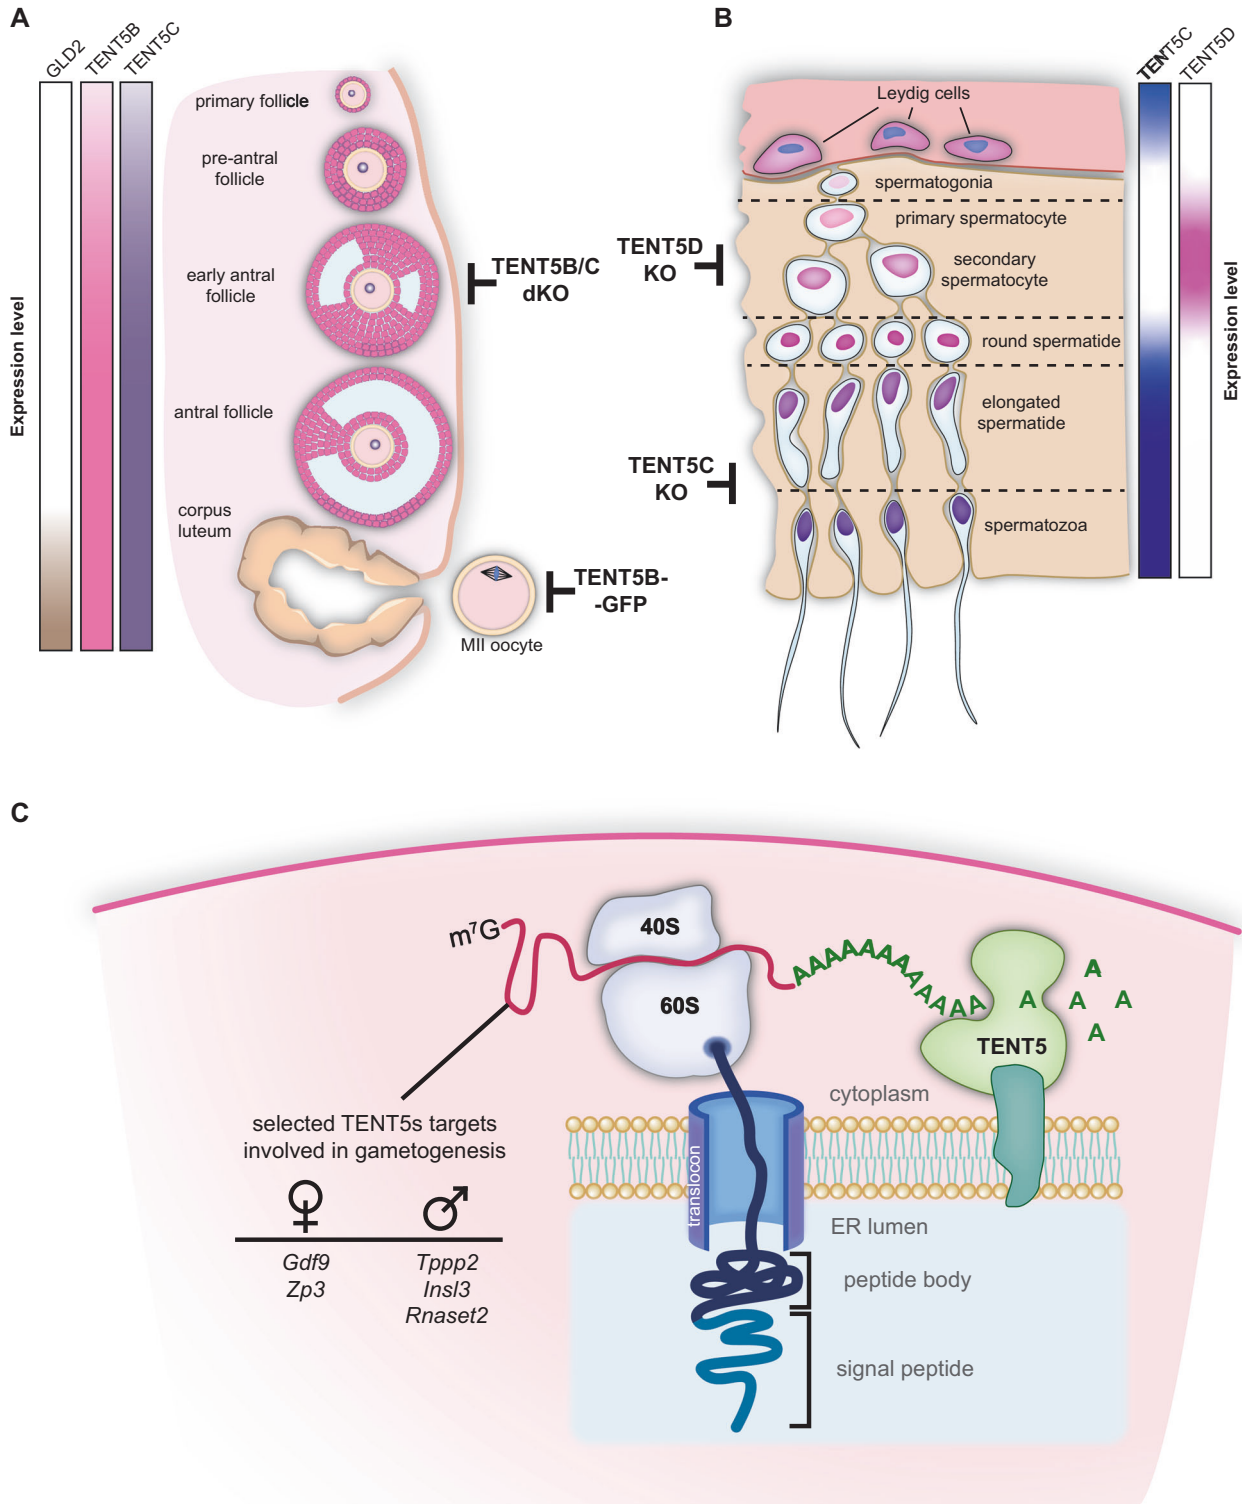 A
GLD2
TENT5B
TENT5C
Expression level
primary follicle
pre-antral
follicle
early antral
follicle
antral follicle
corpus
luteum
TENT5B/C
dKO
TENT5B-
-GFP
MII oocyte
B
TENT5C
TENT5D
Expression level
Leydig cells
spermatogonia
primary spermatocyte
secondary
spermatocyte
round spermatide
elongated
spermatide
spermatozoa
TENT5D
KO
TENT5C
KO
C
m⁷G
40S
60S
AAAAAAAAAAAAA
A
A
A
A
A
TENT5
cytoplasm
translocon
ER lumen
peptide body
signal peptide
selected TENT5s targets
involved in gametogenesis
♀ ♂
Gdf9 Tppp2
Zp3 Insl3
Rnaset2